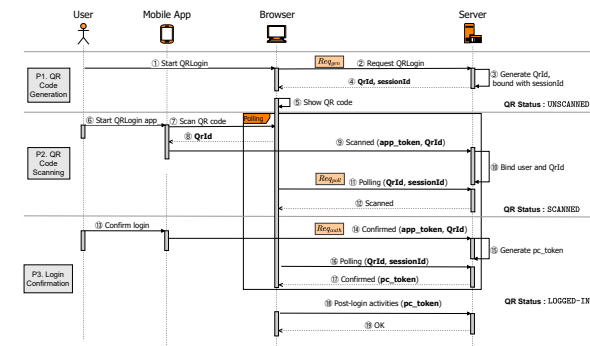 User
Mobile App
Browser
Server
① Start QRLogin
Req_gen
② Request QRLogin
P1. QR
Code
Generation
③ Generate QrId,
bound with sessionId
④ QrId, sessionId
⑤ Show QR code
QR Status : UNSCANNED
⑥ Start QRLogin app
⑦ Scan QR code
Polling
⑧ QrId
⑨ Scanned (app_token, QrId)
P2. QR
Code
Scanning
⑩ Bind user and QrId
Req_poll
⑪ Polling (QrId, sessionId)
⑫ Scanned
QR Status : SCANNED
⑬ Confirm login
Req_auth
⑭ Confirmed (app_token, QrId)
⑮ Generate pc_token
P3. Login
Confirmation
⑯ Polling (QrId, sessionId)
⑰ Confirmed (pc_token)
⑱ Post-login activities (pc_token)
QR Status : LOGGED-IN
⑲ OK